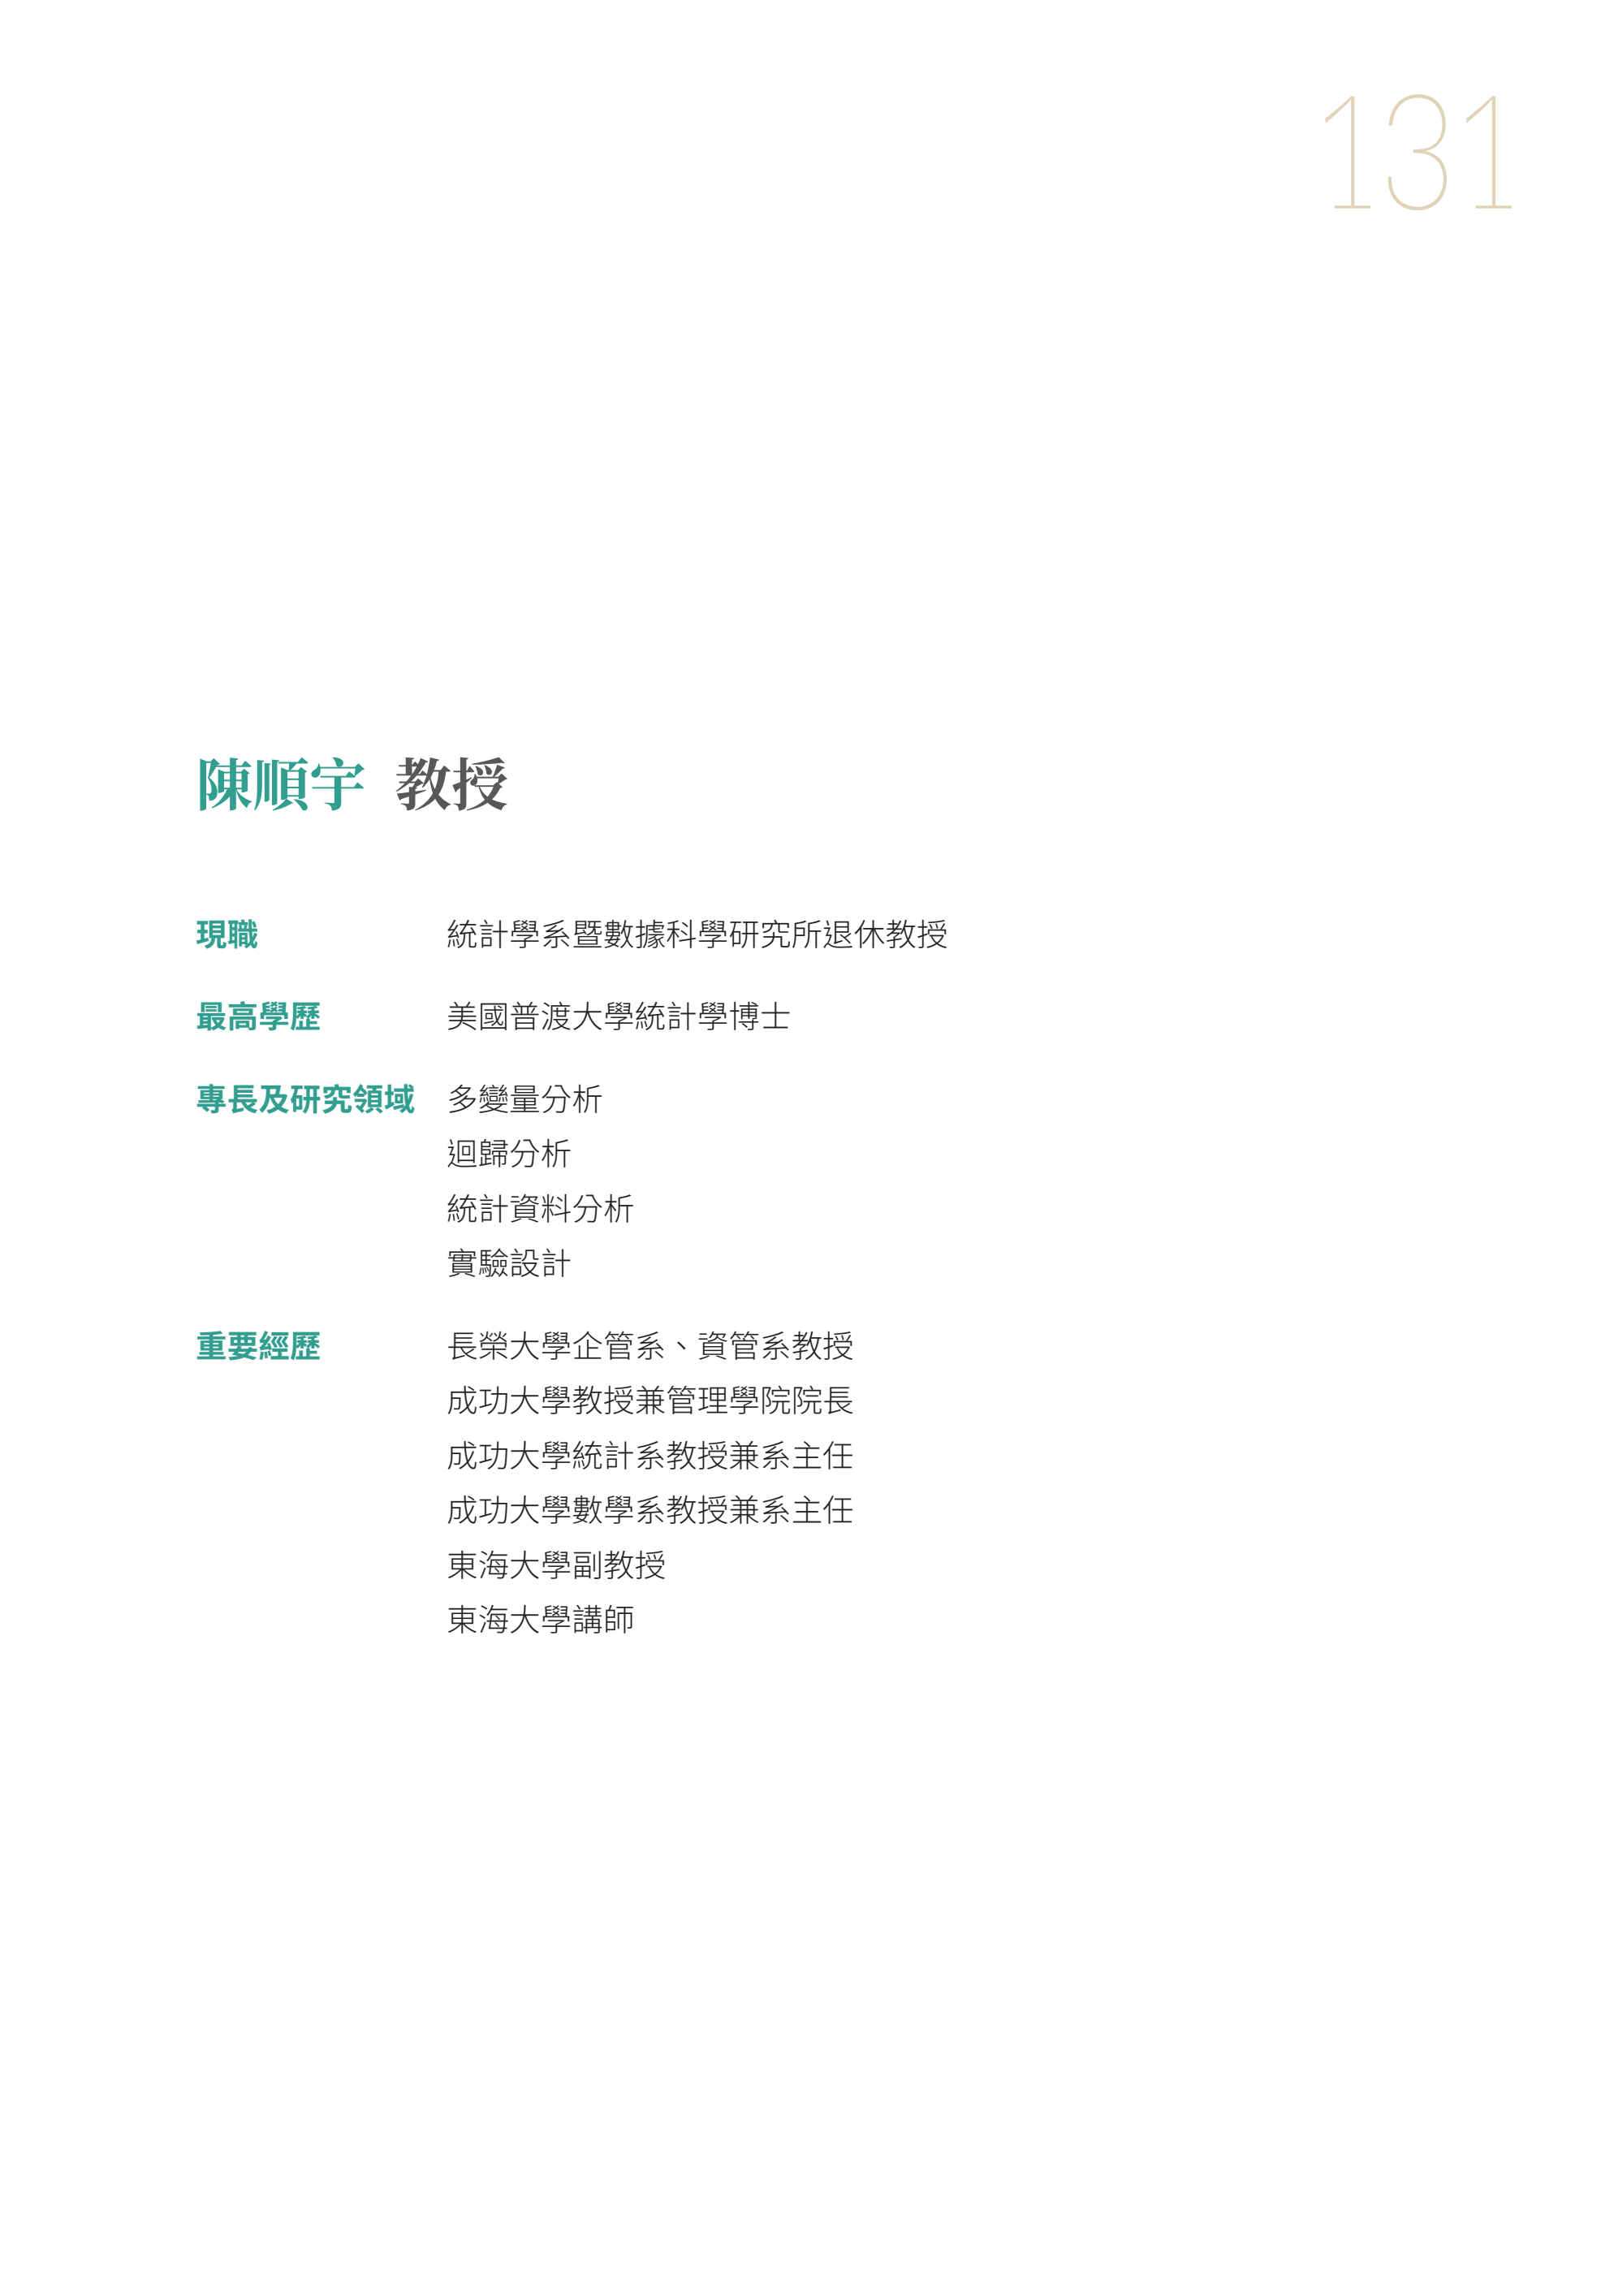 131
陳順宇 教授
現職 統計學系暨數據科學研究所退休教授
最高學歷 美國普渡大學統計學博士
專長及研究領域 多變量分析
迴歸分析
統計資料分析
實驗設計
重要經歷 長榮大學企管系、資管系教授
成功大學教授兼管理學院院長
成功大學統計系教授兼系主任
成功大學數學系教授兼系主任
東海大學副教授
東海大學講師